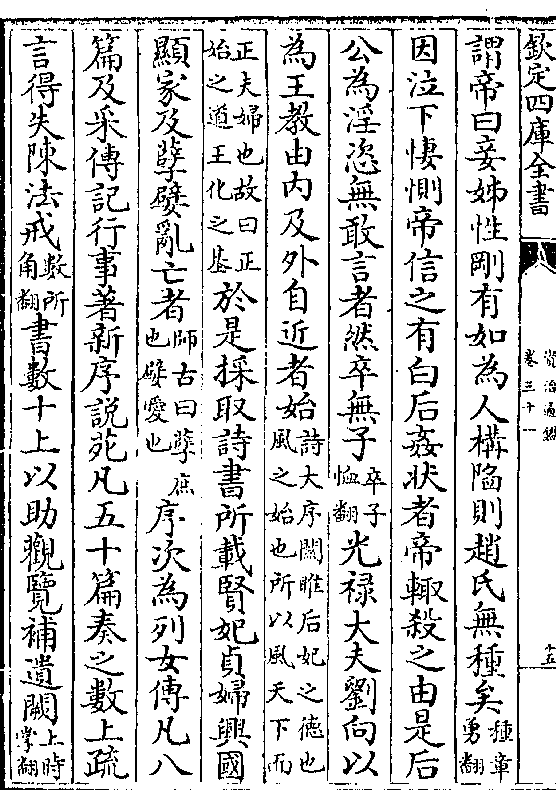 欽定四庫全書
資治通鑑
卷三十一
十五
謂帝曰妾姊性剛有如為人構陷則趙氏無種矣種章勇翻
因泣下悽惻帝信之有白后姦狀者帝輙殺之由是后
公為淫恣無敢言者然卒無子卒子恤翻光禄大夫劉向以
為王教由内及外自近者始詩大序關睢后妃之德也風之始也所以風天下而
正夫婦也故曰正始之道王化之基於是採取詩書所載賢妃貞婦興國
顯家及孽嬖亂亡者師古曰孽庶也嬖愛也序次為列女傳凡八
篇及采傳記行事著新序説苑凡五十篇奏之數上疏
言得失陳法戒數所角翻書數十上以助觀覽補遺闕上時掌翻